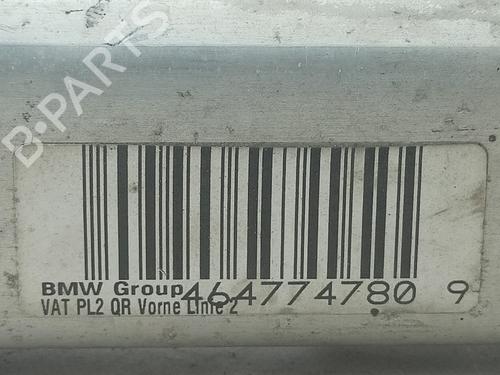 B-PARTS
BMW Group 464774780 9
VAT PL2 QR Vorne Linie 2